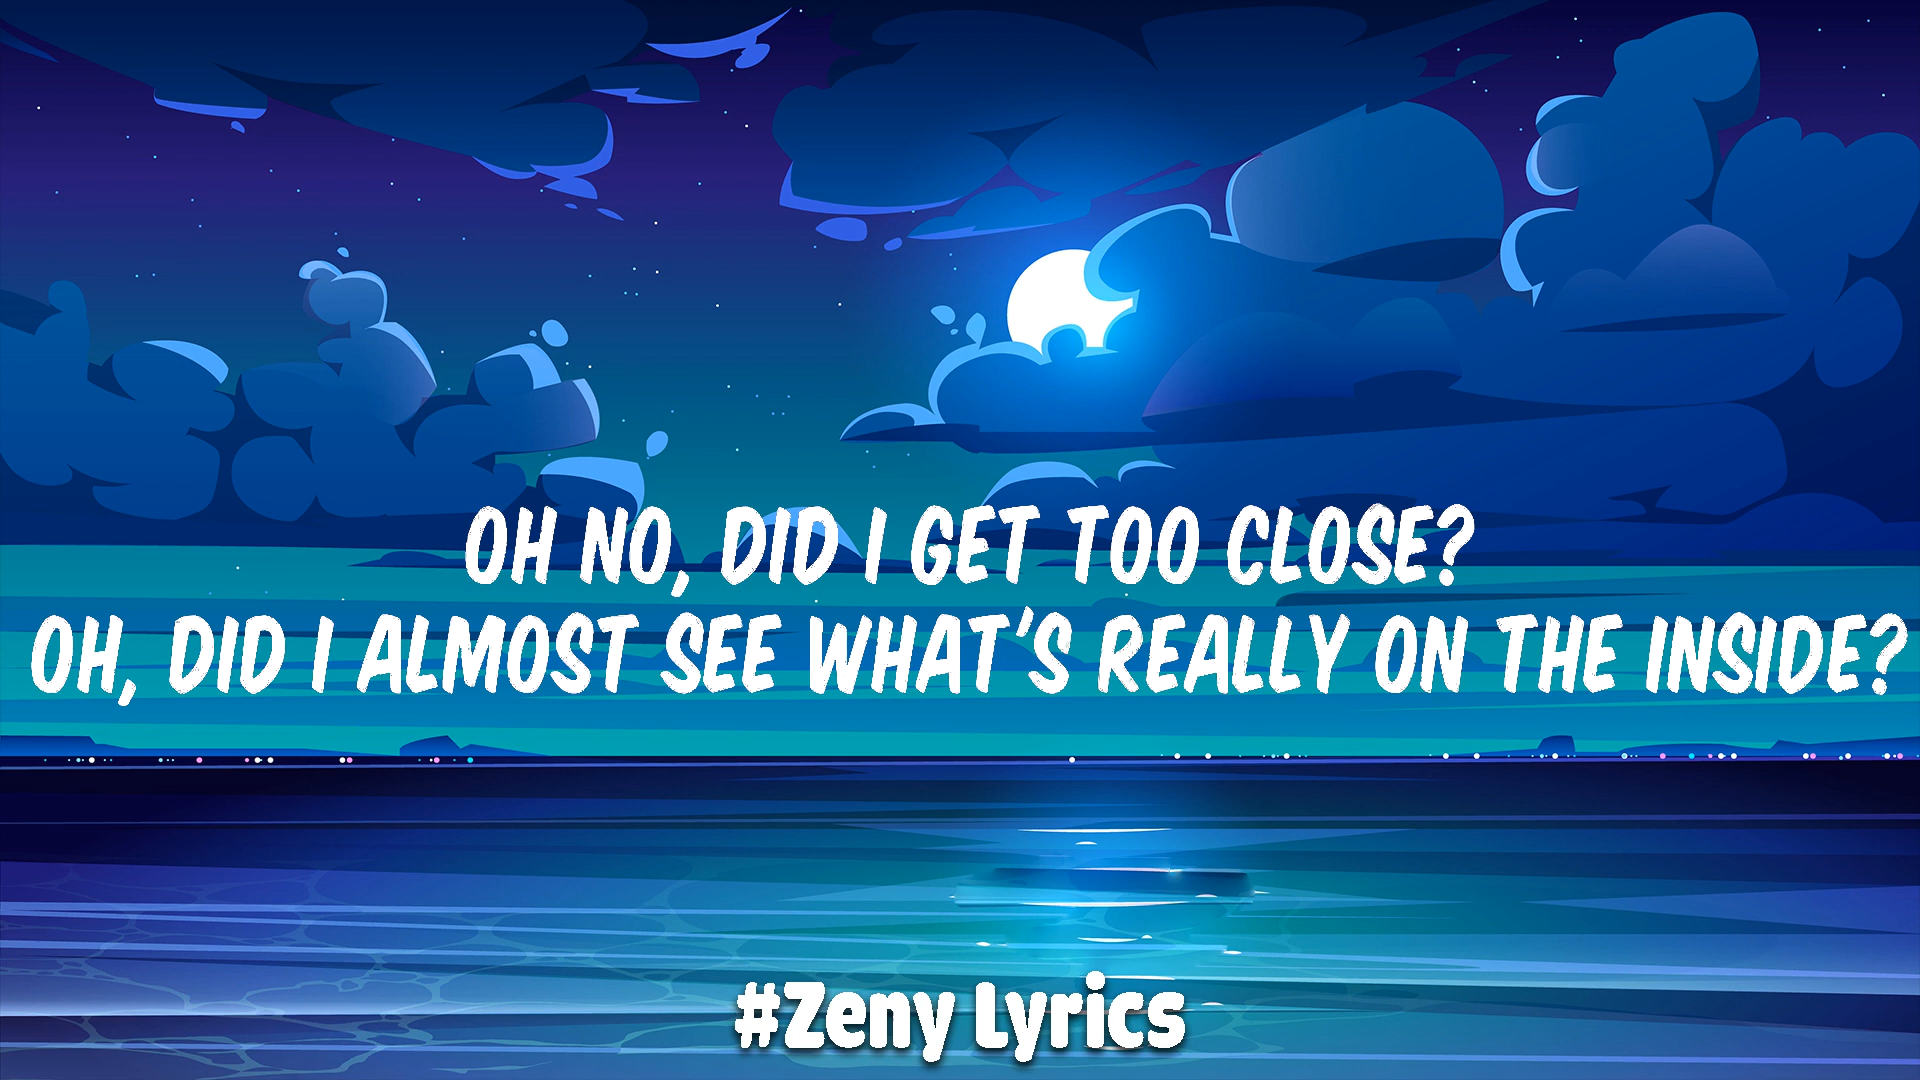 OH NO, DID I GET TOO CLOSE?
OH, DID I ALMOST SEE WHAT'S REALLY ON THE INSIDE?
#Zeny Lyrics